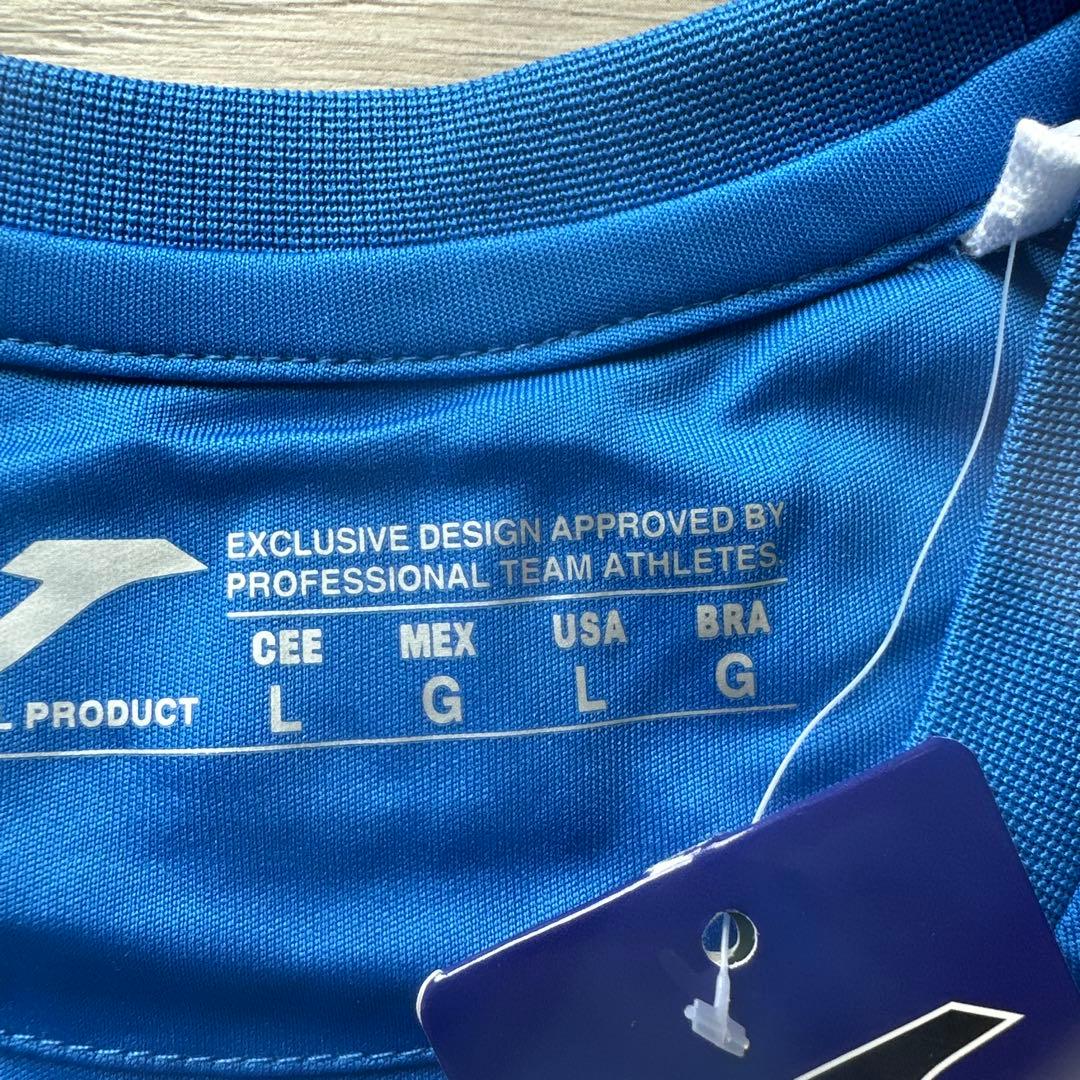 EXCLUSIVE DESIGN APPROVED BY
PROFESSIONAL TEAM ATHLETES.
CEE MEX USA BRA
L G L G
L PRODUCT